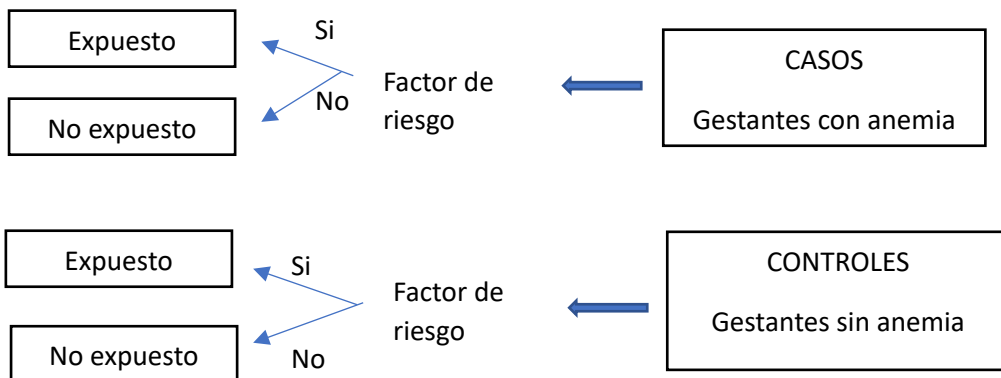 Expuesto
Si
No
No expuesto
Factor de
riesgo
CASOS
Gestantes con anemia
Expuesto
Si
No expuesto
No
Factor de
riesgo
CONTROLES
Gestantes sin anemia